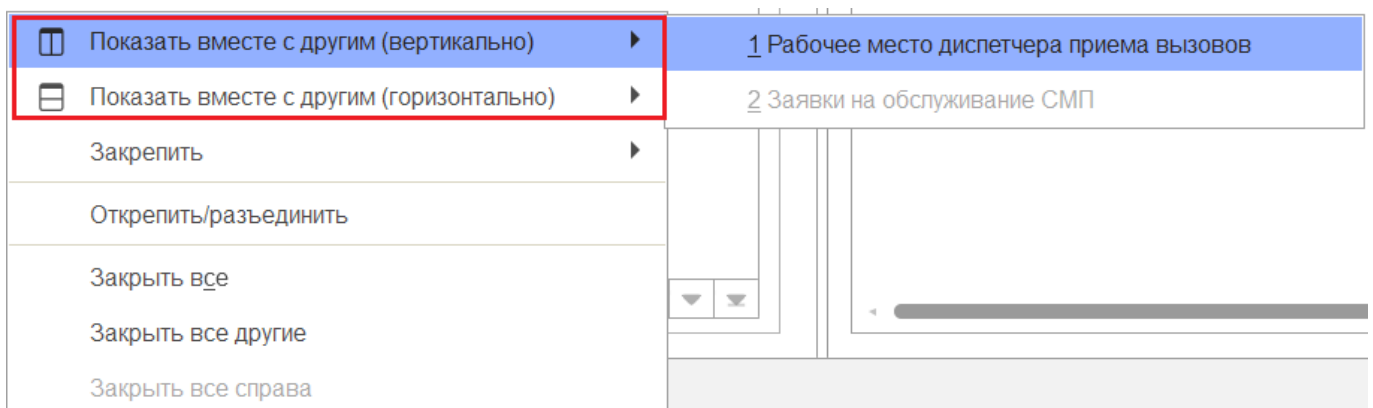 Показать вместе с другим (вертикально)
1 Рабочее место диспетчера приема вызовов
Показать вместе с другим (горизонтально)
2 Заявки на обслуживание СМП
Закрепить
Открепить/разъединить
Закрыть все
Закрыть все другие
Закрыть все справа